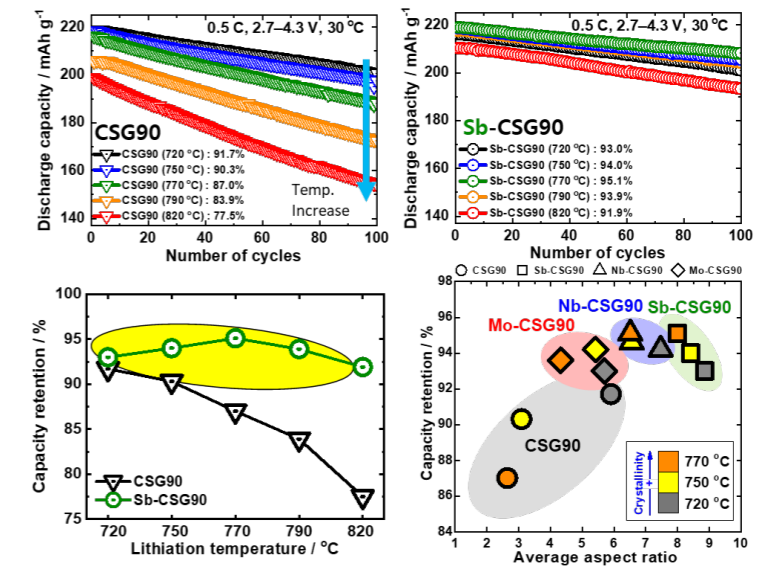 0.5 C, 2.7–4.3 V, 30 °C
Discharge capacity / mAh g⁻¹
220
200
180
160
140
CSG90
CSG90 (720 °C) : 91.7%
CSG90 (750 °C) : 90.3%
CSG90 (770 °C) : 87.0%
CSG90 (790 °C) : 83.9%
CSG90 (820 °C) : 77.5%
Temp.
Increase
0 20 40 60 80 100
Number of cycles
0.5 C, 2.7–4.3 V, 30 °C
Discharge capacity / mAh g⁻¹
220
200
180
160
140
Sb-CSG90
Sb-CSG90 (720 °C) : 93.0%
Sb-CSG90 (750 °C) : 94.0%
Sb-CSG90 (770 °C) : 95.1%
Sb-CSG90 (790 °C) : 93.9%
Sb-CSG90 (820 °C) : 91.9%
0 20 40 60 80 100
Number of cycles
Capacity retention / %
100
95
90
85
80
75
CSG90
Sb-CSG90
720 750 770 790 820
Lithiation temperature / °C
CSG90 Sb-CSG90 Nb-CSG90 Mo-CSG90
Capacity retention / %
98
96
94
92
90
88
86
84
Nb-CSG90 Sb-CSG90
Mo-CSG90
CSG90
Crystallinity
+
770 °C
750 °C
720 °C
1 2 3 4 5 6 7 8 9 10
Average aspect ratio